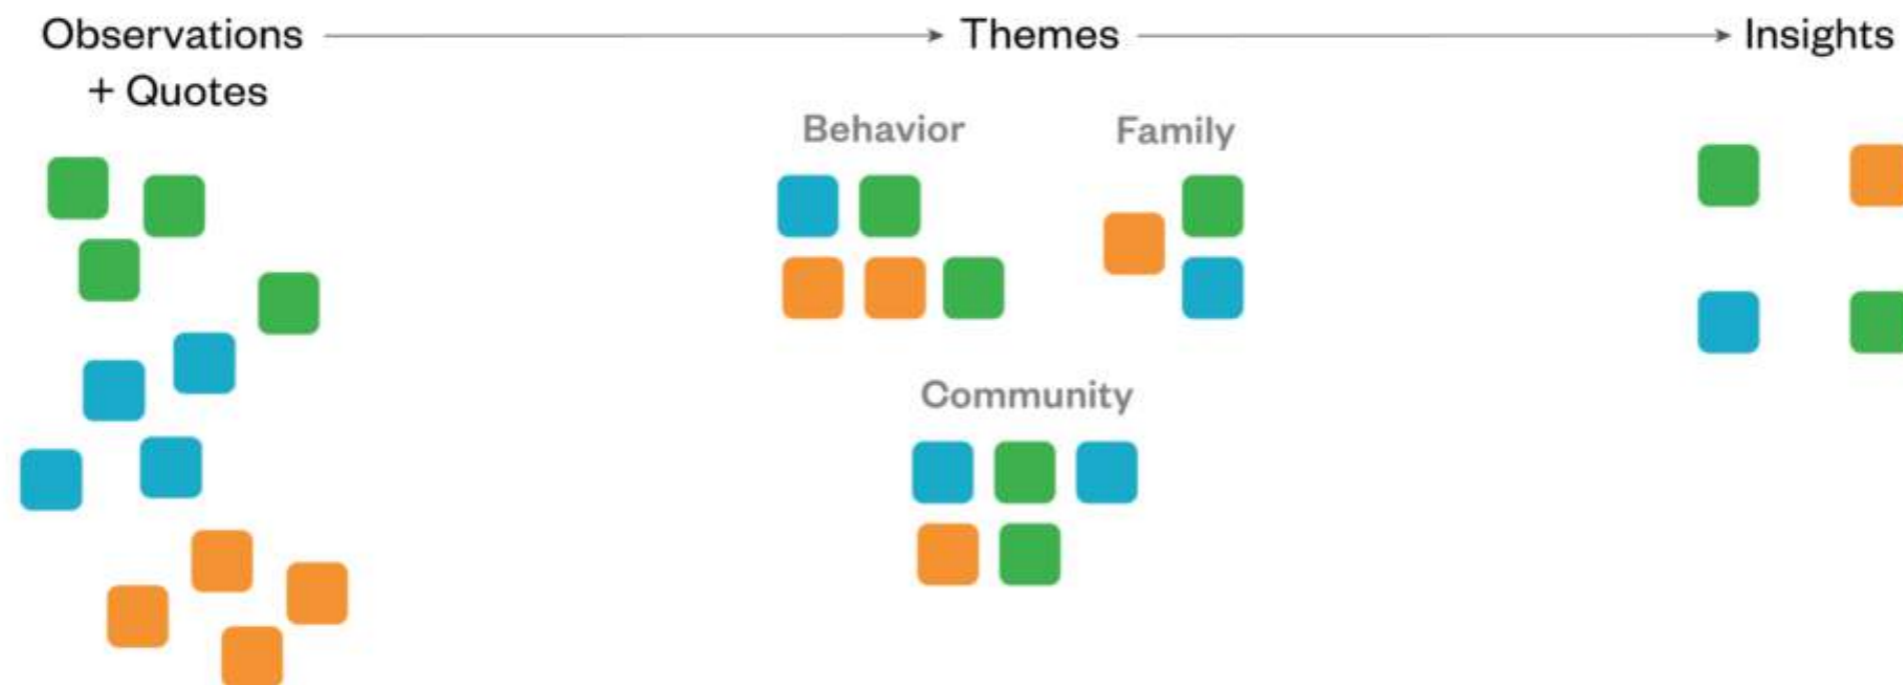 Observations
+ Quotes
Themes
Insights
Behavior
Family
Community